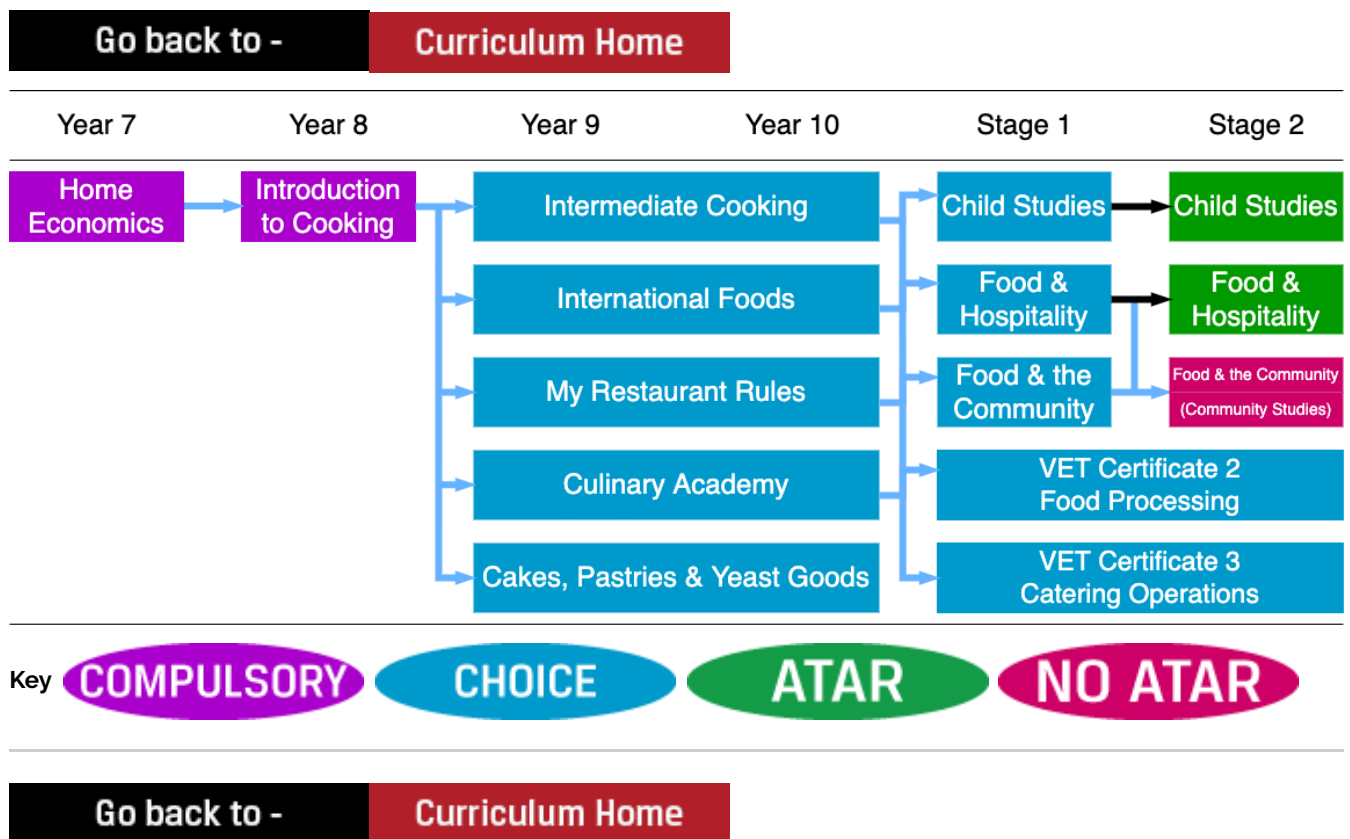 Go back to - Curriculum Home
Year 7 Year 8 Year 9 Year 10 Stage 1 Stage 2
Home
Economics
Introduction
to Cooking
Intermediate Cooking
Child Studies
Child Studies
International Foods
Food &
Hospitality
Food &
Hospitality
My Restaurant Rules
Food & the
Community
Food & the Community
(Community Studies)
Culinary Academy
VET Certificate 2
Food Processing
Cakes, Pastries & Yeast Goods
VET Certificate 3
Catering Operations
Key COMPULSORY CHOICE ATAR NO ATAR
Go back to - Curriculum Home